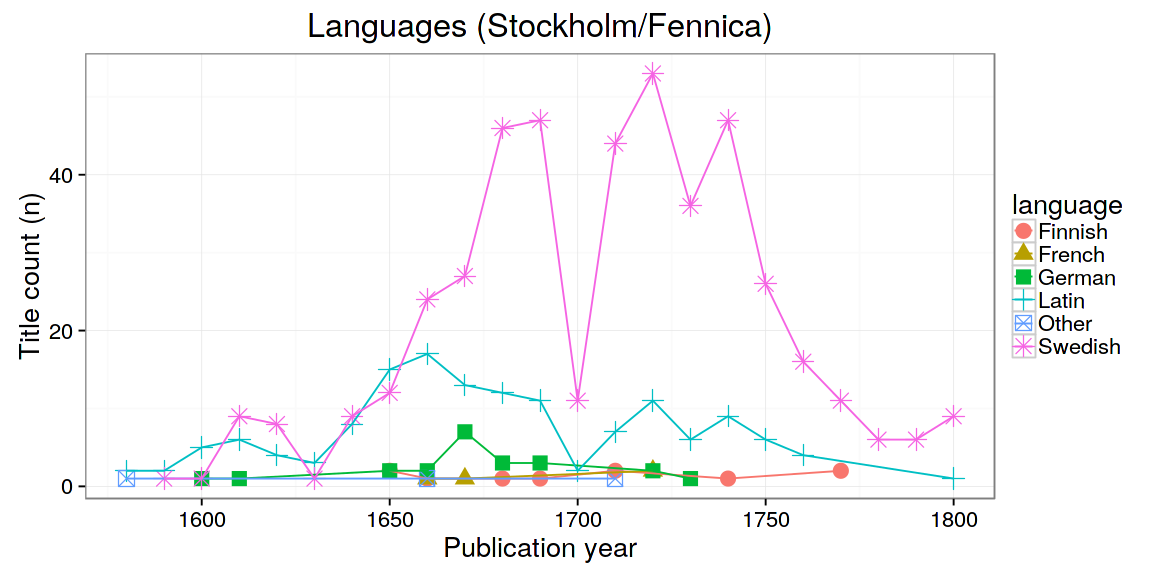 Languages (Stockholm/Fennica)
Title count (n)
40
20
0
1600 1650 1700 1750 1800
Publication year
language
Finnish
French
German
Latin
Other
Swedish